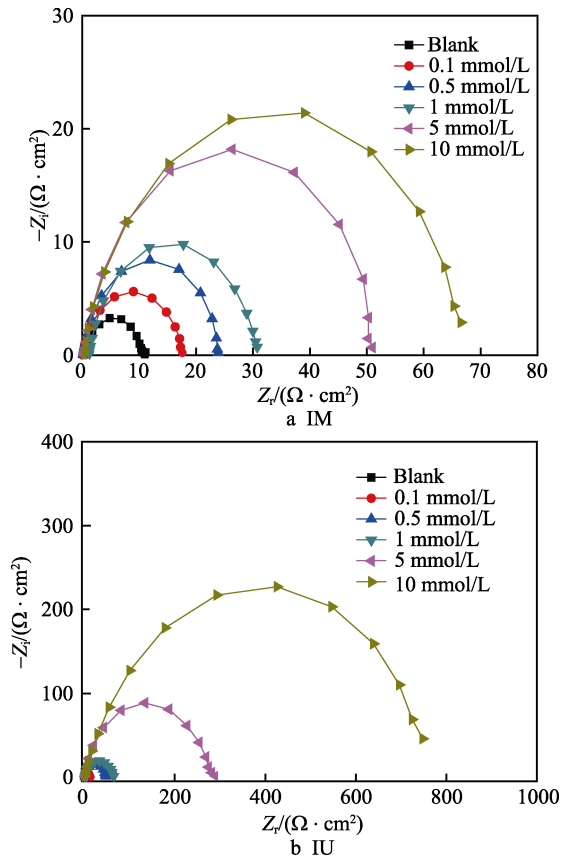 30
20
10
0
−Zi/(Ω · cm²)
Blank
0.1 mmol/L
0.5 mmol/L
1 mmol/L
5 mmol/L
10 mmol/L
0 10 20 30 40 50 60 70 80
Zr/(Ω · cm²)
a IM
400
300
200
100
0
−Zi/(Ω · cm²)
Blank
0.1 mmol/L
0.5 mmol/L
1 mmol/L
5 mmol/L
10 mmol/L
0 200 400 600 800 1000
Zr/(Ω · cm²)
b IU